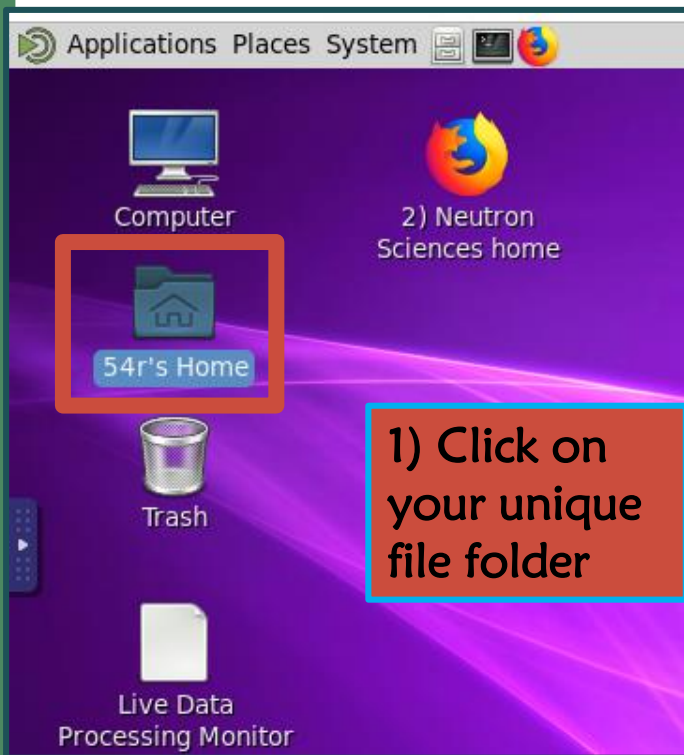 Applications Places System
Computer
2) Neutron
Sciences home
54r's Home
1) Click on
your unique
file folder
Trash
Live Data
Processing Monitor